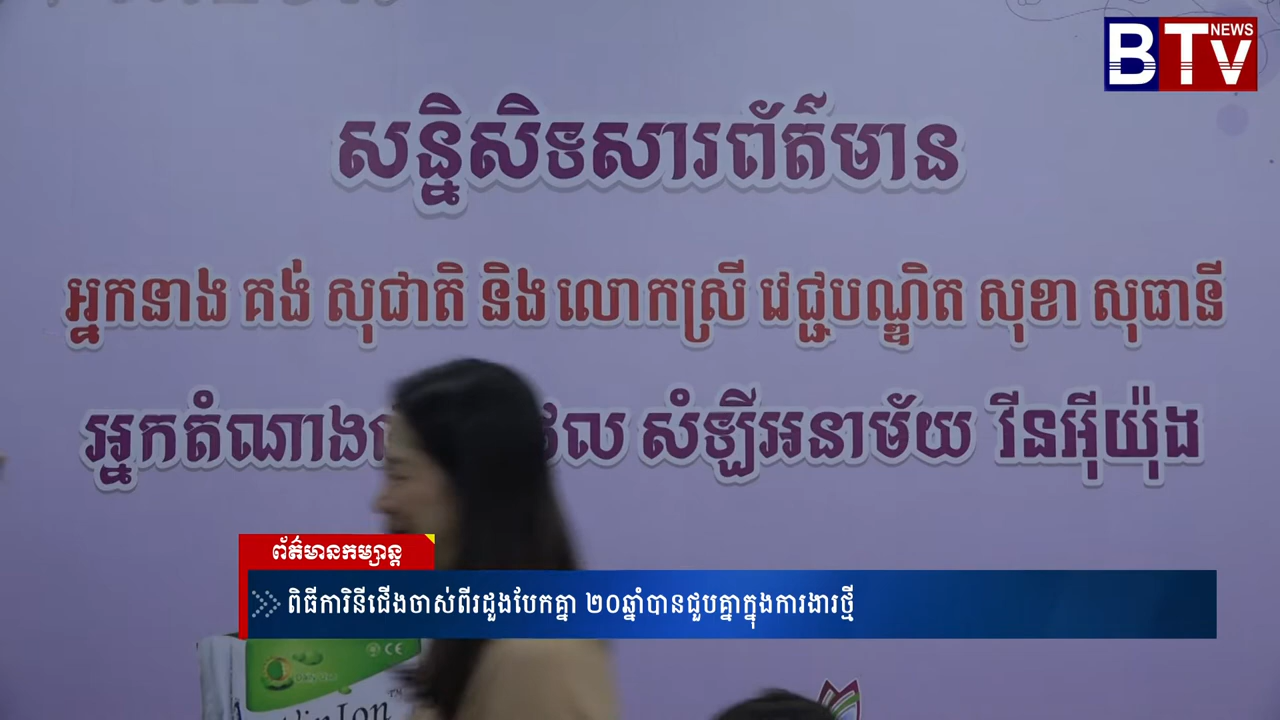 BTV NEWS
សន្និសិទសារព័ត៌មាន
អ្នកនាង គង់ សុជាតិ និង លោកស្រី វេជ្ជបណ្ឌិត សុខា សុធានី
អ្នកតំណាង សំឡីអនាម័យ វីនអ៊ីយ៉ុង
ព័ត៌មានកម្សាន្ត
ពិធីការិនីជើងចាស់ពីរដួងបែកគ្នា ២០ឆ្នាំបានជួបគ្នាក្នុងការងារថ្មី
CE
Daily Use
Ion
TM